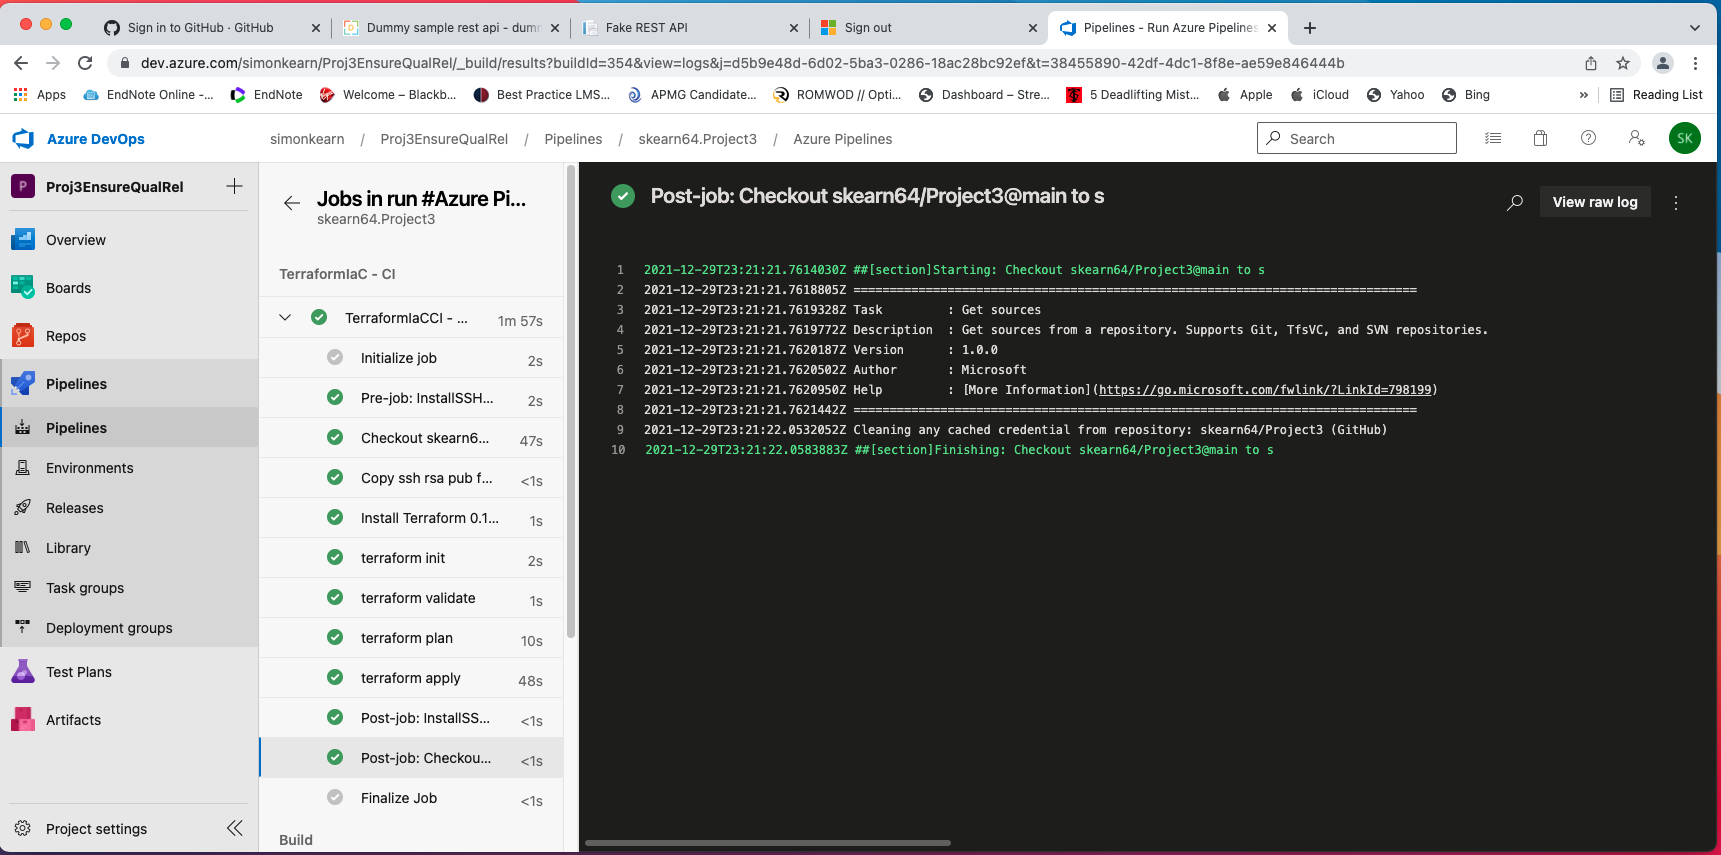 Sign in to GitHub · GitHub
Dummy sample rest api - dumm
Fake REST API
Sign out
Pipelines - Run Azure Pipelines
dev.azure.com/simonkearn/Proj3EnsureQualRel/_build/results?buildId=354&view=logs&j=d5b9e48d-6d02-5ba3-0286-18ac28bc92ef&t=38455890-42df-4dc1-8f8e-ae59e846444b
Apps
EndNote Online -...
EndNote
Welcome – Blackb...
Best Practice LMS...
APMG Candidate...
ROMWOD // Opti...
Dashboard – Stre...
5 Deadlifting Mist...
Apple
iCloud
Yahoo
Bing
»
Reading List
Azure DevOps
simonkearn / Proj3EnsureQualRel / Pipelines / skearn64.Project3 / Azure Pipelines
Search
SK
P
Proj3EnsureQualRel
Overview
Boards
Repos
Pipelines
Pipelines
Environments
Releases
Library
Task groups
Deployment groups
Test Plans
Artifacts
Project settings
Jobs in run #Azure Pi...
skearn64.Project3
TerraformIaC - CI
TerraformIaCCI - ... 1m 57s
Initialize job 2s
Pre-job: InstallSSH... 2s
Checkout skearn6... 47s
Copy ssh rsa pub f... <1s
Install Terraform 0.1... 1s
terraform init 2s
terraform validate 1s
terraform plan 10s
terraform apply 48s
Post-job: InstallSS... <1s
Post-job: Checkou... <1s
Finalize Job <1s
Build
Post-job: Checkout skearn64/Project3@main to s
View raw log
1 2021-12-29T23:21:21.7614030Z ##[section]Starting: Checkout skearn64/Project3@main to s
2 2021-12-29T23:21:21.7618805Z ==============================================================================
3 2021-12-29T23:21:21.7619328Z Task         : Get sources
4 2021-12-29T23:21:21.7619772Z Description  : Get sources from a repository. Supports Git, TfsVC, and SVN repositories.
5 2021-12-29T23:21:21.7620187Z Version      : 1.0.0
6 2021-12-29T23:21:21.7620502Z Author       : Microsoft
7 2021-12-29T23:21:21.7620950Z Help         : [More Information](https://go.microsoft.com/fwlink/?LinkId=798199)
8 2021-12-29T23:21:21.7621442Z ==============================================================================
9 2021-12-29T23:21:22.0532052Z Cleaning any cached credential from repository: skearn64/Project3 (GitHub)
10 2021-12-29T23:21:22.0583883Z ##[section]Finishing: Checkout skearn64/Project3@main to s